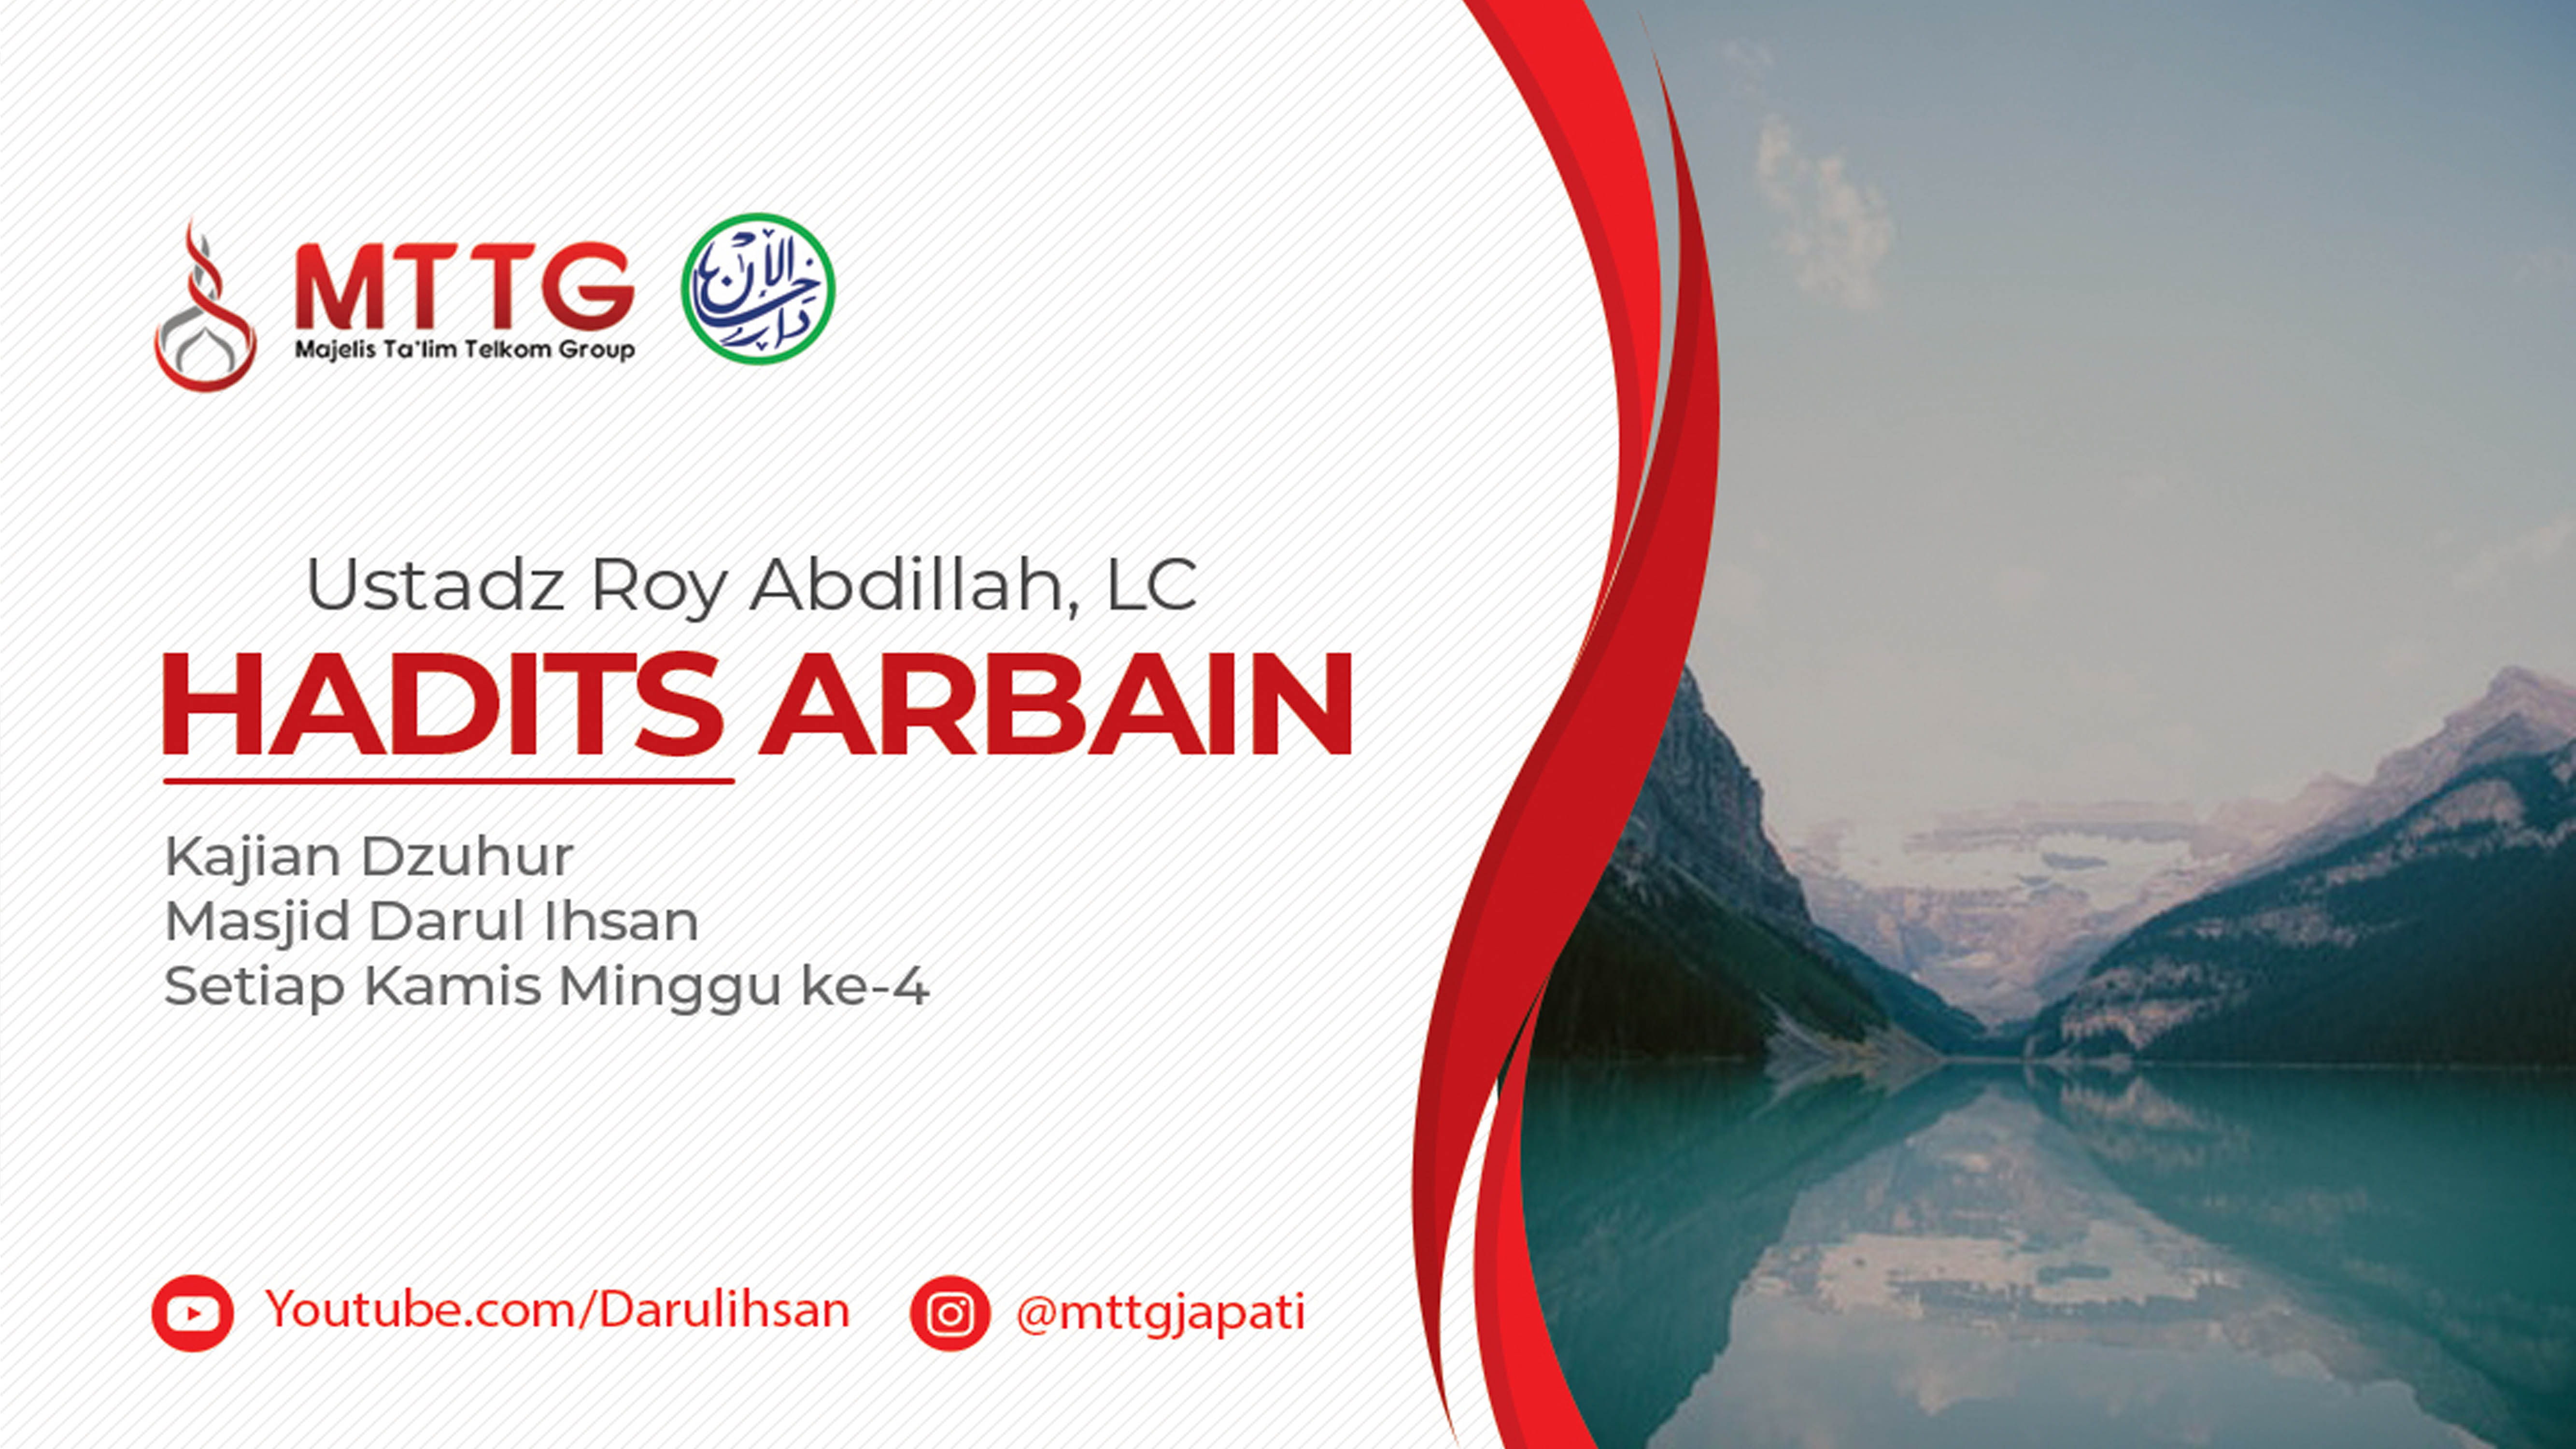 MTTG
Majelis Ta'lim Telkom Group
Ustadz Roy Abdillah, LC
HADITS ARBAIN
Kajian Dzuhur
Masjid Darul Ihsan
Setiap Kamis Minggu ke-4
Youtube.com/Darulihsan
@mttgjapati